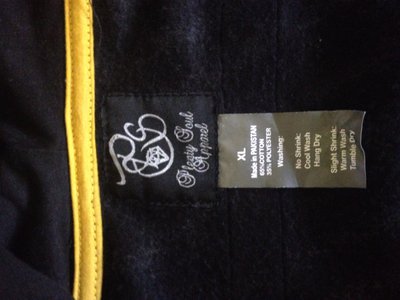 Soul
Apparel
XL
Made in PAKISTAN
65%COTTON
35% POLYESTER
Washing:
No Shrink:
Cool Wash
Hang Dry
Slight Shrink:
Warm Wash
Tumble Dry